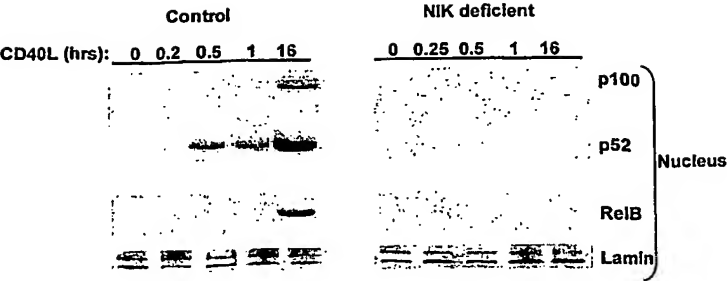 Control NIK deficient
CD40L (hrs): 0 0.2 0.5 1 16 0 0.25 0.5 1 16
p100
p52
Nucleus
RelB
Lamin